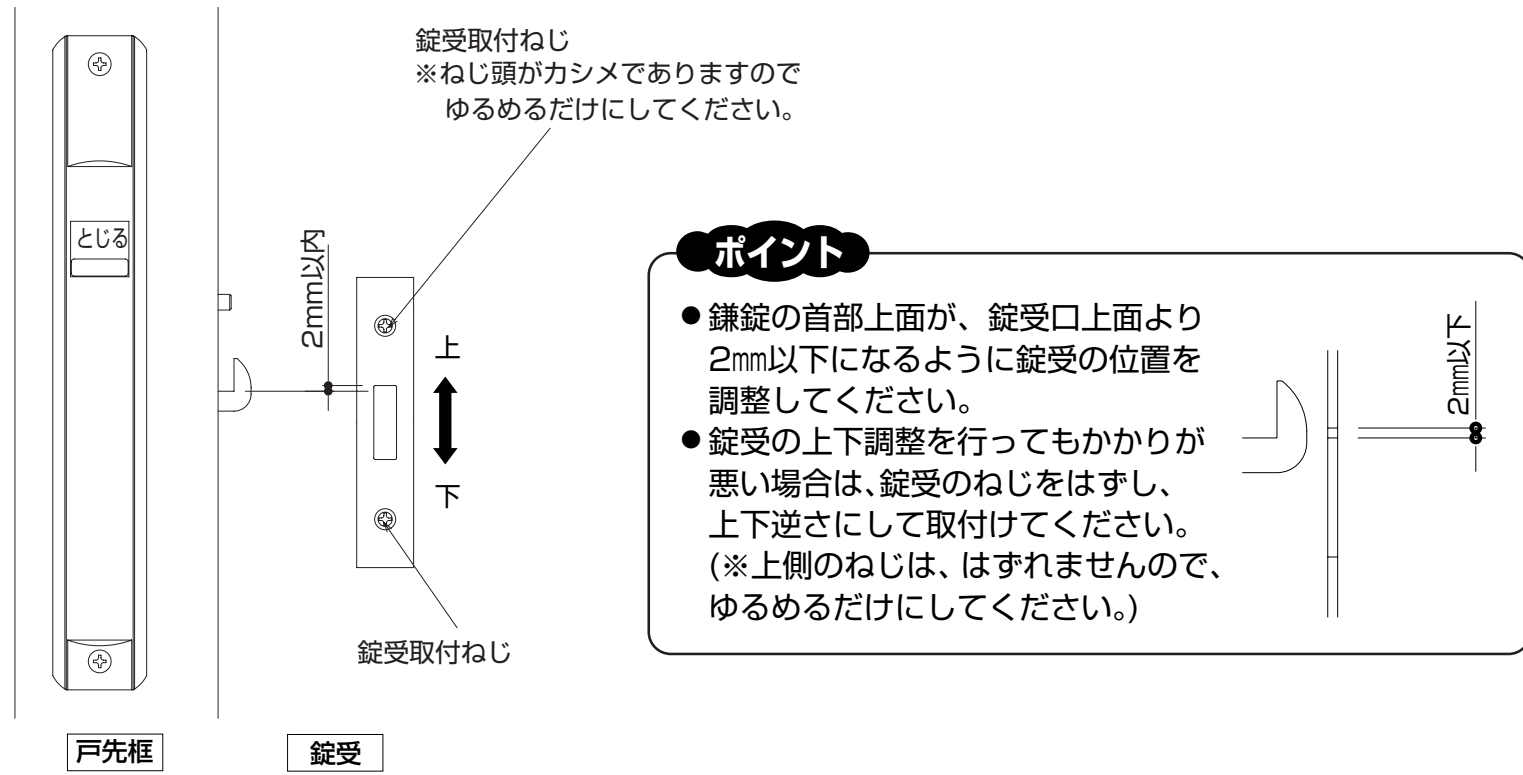 錠受取付ねじ
※ねじ頭がカシメでありますので
ゆるめるだけにしてください。
とじる
2mm以内
上
下
錠受取付ねじ
戸先框
錠受
ポイント
●鎌錠の首部上面が、錠受口上面より
2㎜以下になるように錠受の位置を
調整してください。
●錠受の上下調整を行ってもかかりが
悪い場合は、錠受のねじをはずし、
上下逆さにして取付けてください。
(※上側のねじは、はずれませんので、
ゆるめるだけにしてください。)
2㎜以下